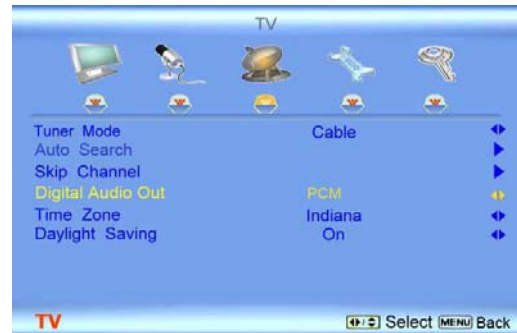 TV
Tuner Mode Cable
Auto Search
Skip Channel
Digital Audio Out PCM
Time Zone Indiana
Daylight Saving On
TV Select MENU Back